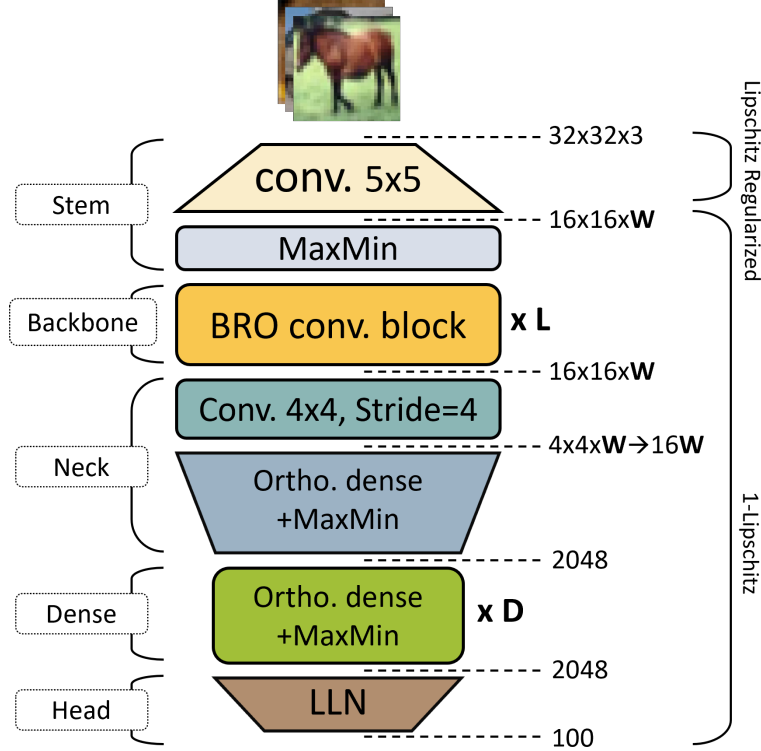 32x32x3
conv. 5x5
Stem
16x16xW
MaxMin
Lipschitz Regularized
BRO conv. block
x L
Backbone
16x16xW
Conv. 4x4, Stride=4
4x4xW→16W
Neck
Ortho. dense
+MaxMin
1-Lipschitz
2048
Ortho. dense
+MaxMin
x D
Dense
2048
LLN
Head
100